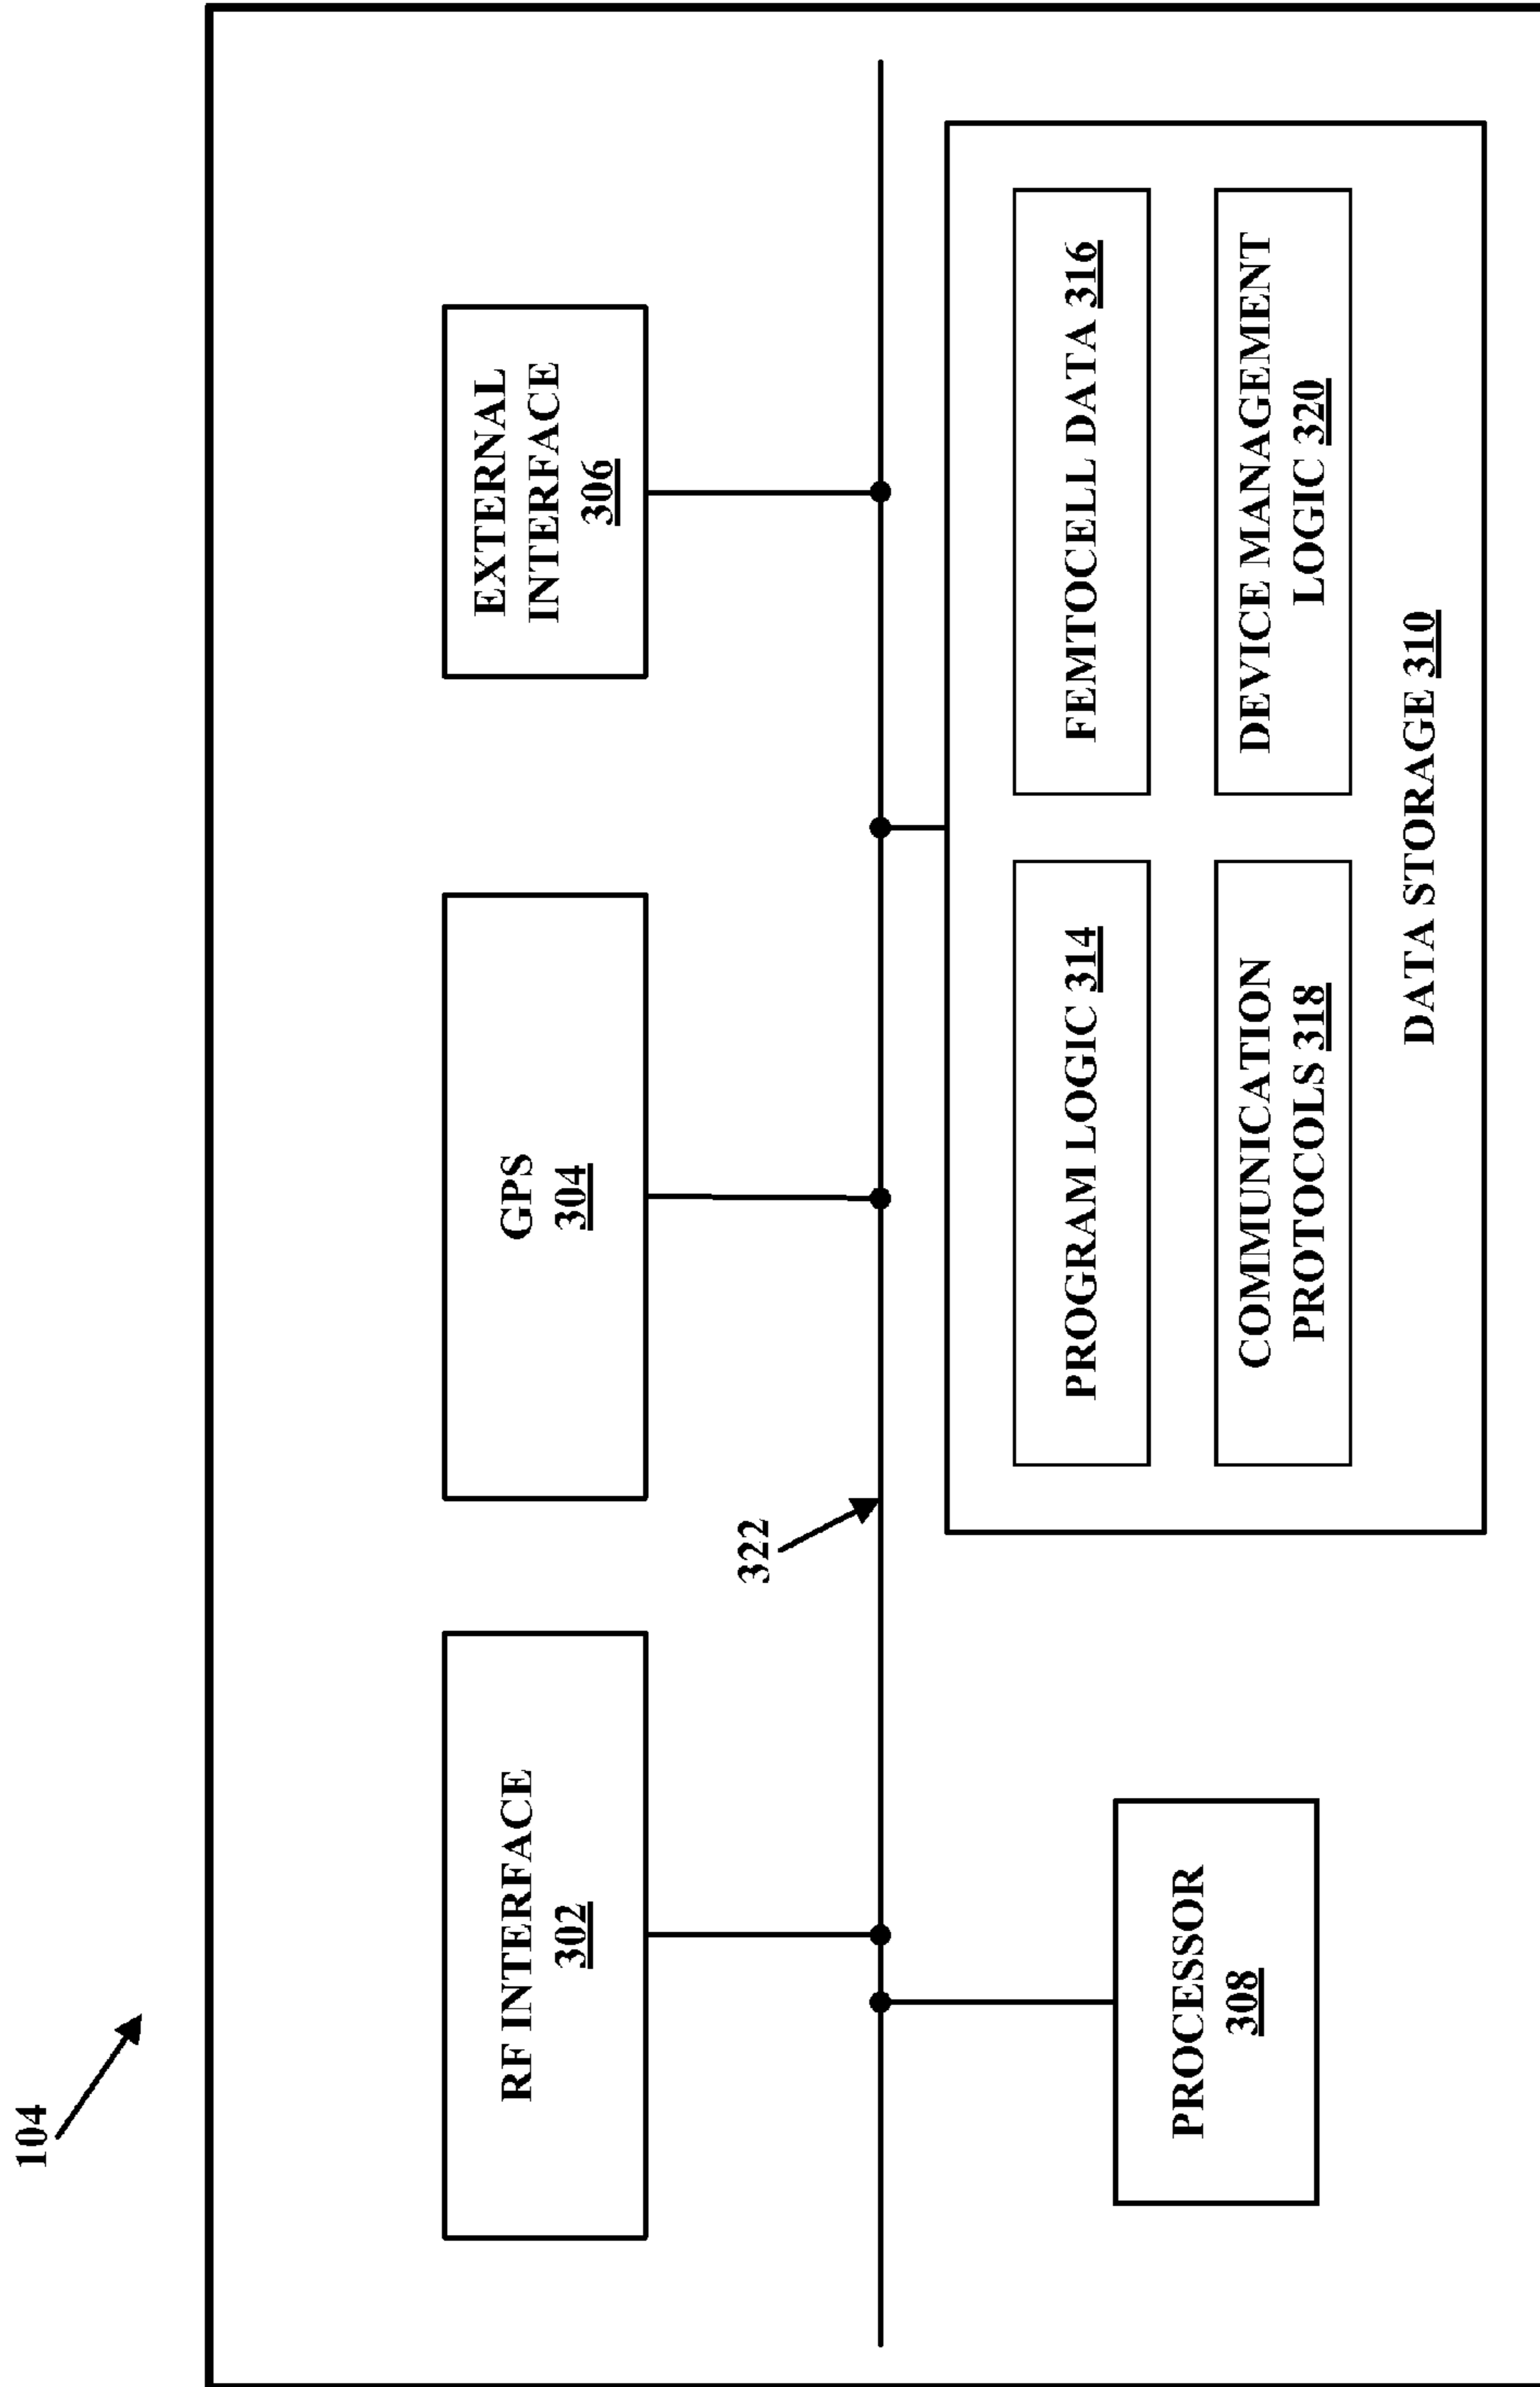 104
RF INTERFACE
302
GPS
304
EXTERNAL
INTERFACE
306
322
PROCESSOR
308
PROGRAM LOGIC 314
FEMTOCELL DATA 316
COMMUNICATION
PROTOCOLS 318
DEVICE MANAGEMENT
LOGIC 320
DATA STORAGE 310